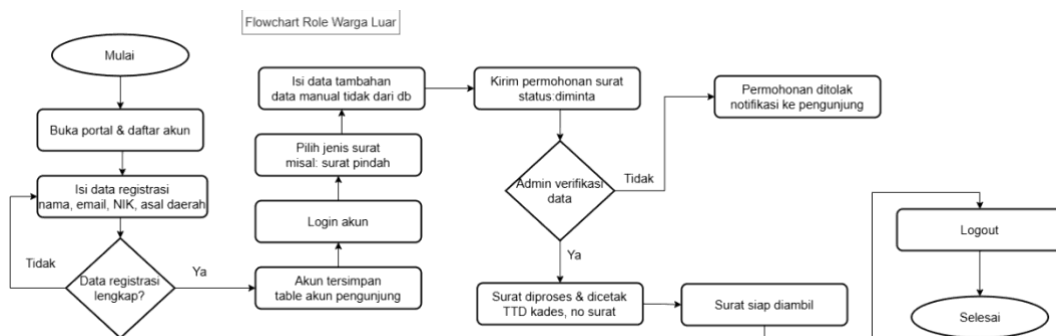 Flowchart Role Warga Luar
Mulai
Buka portal & daftar akun
Isi data registrasi
nama, email, NIK, asal daerah
Data registrasi
lengkap?
Tidak
Ya
Akun tersimpan
table akun pengunjung
Login akun
Pilih jenis surat
misal: surat pindah
Isi data tambahan
data manual tidak dari db
Kirim permohonan surat
status:diminta
Admin verifikasi
data
Tidak
Permohonan ditolak
notifikasi ke pengunjung
Ya
Surat diproses & dicetak
TTD kades, no surat
Surat siap diambil
Logout
Selesai